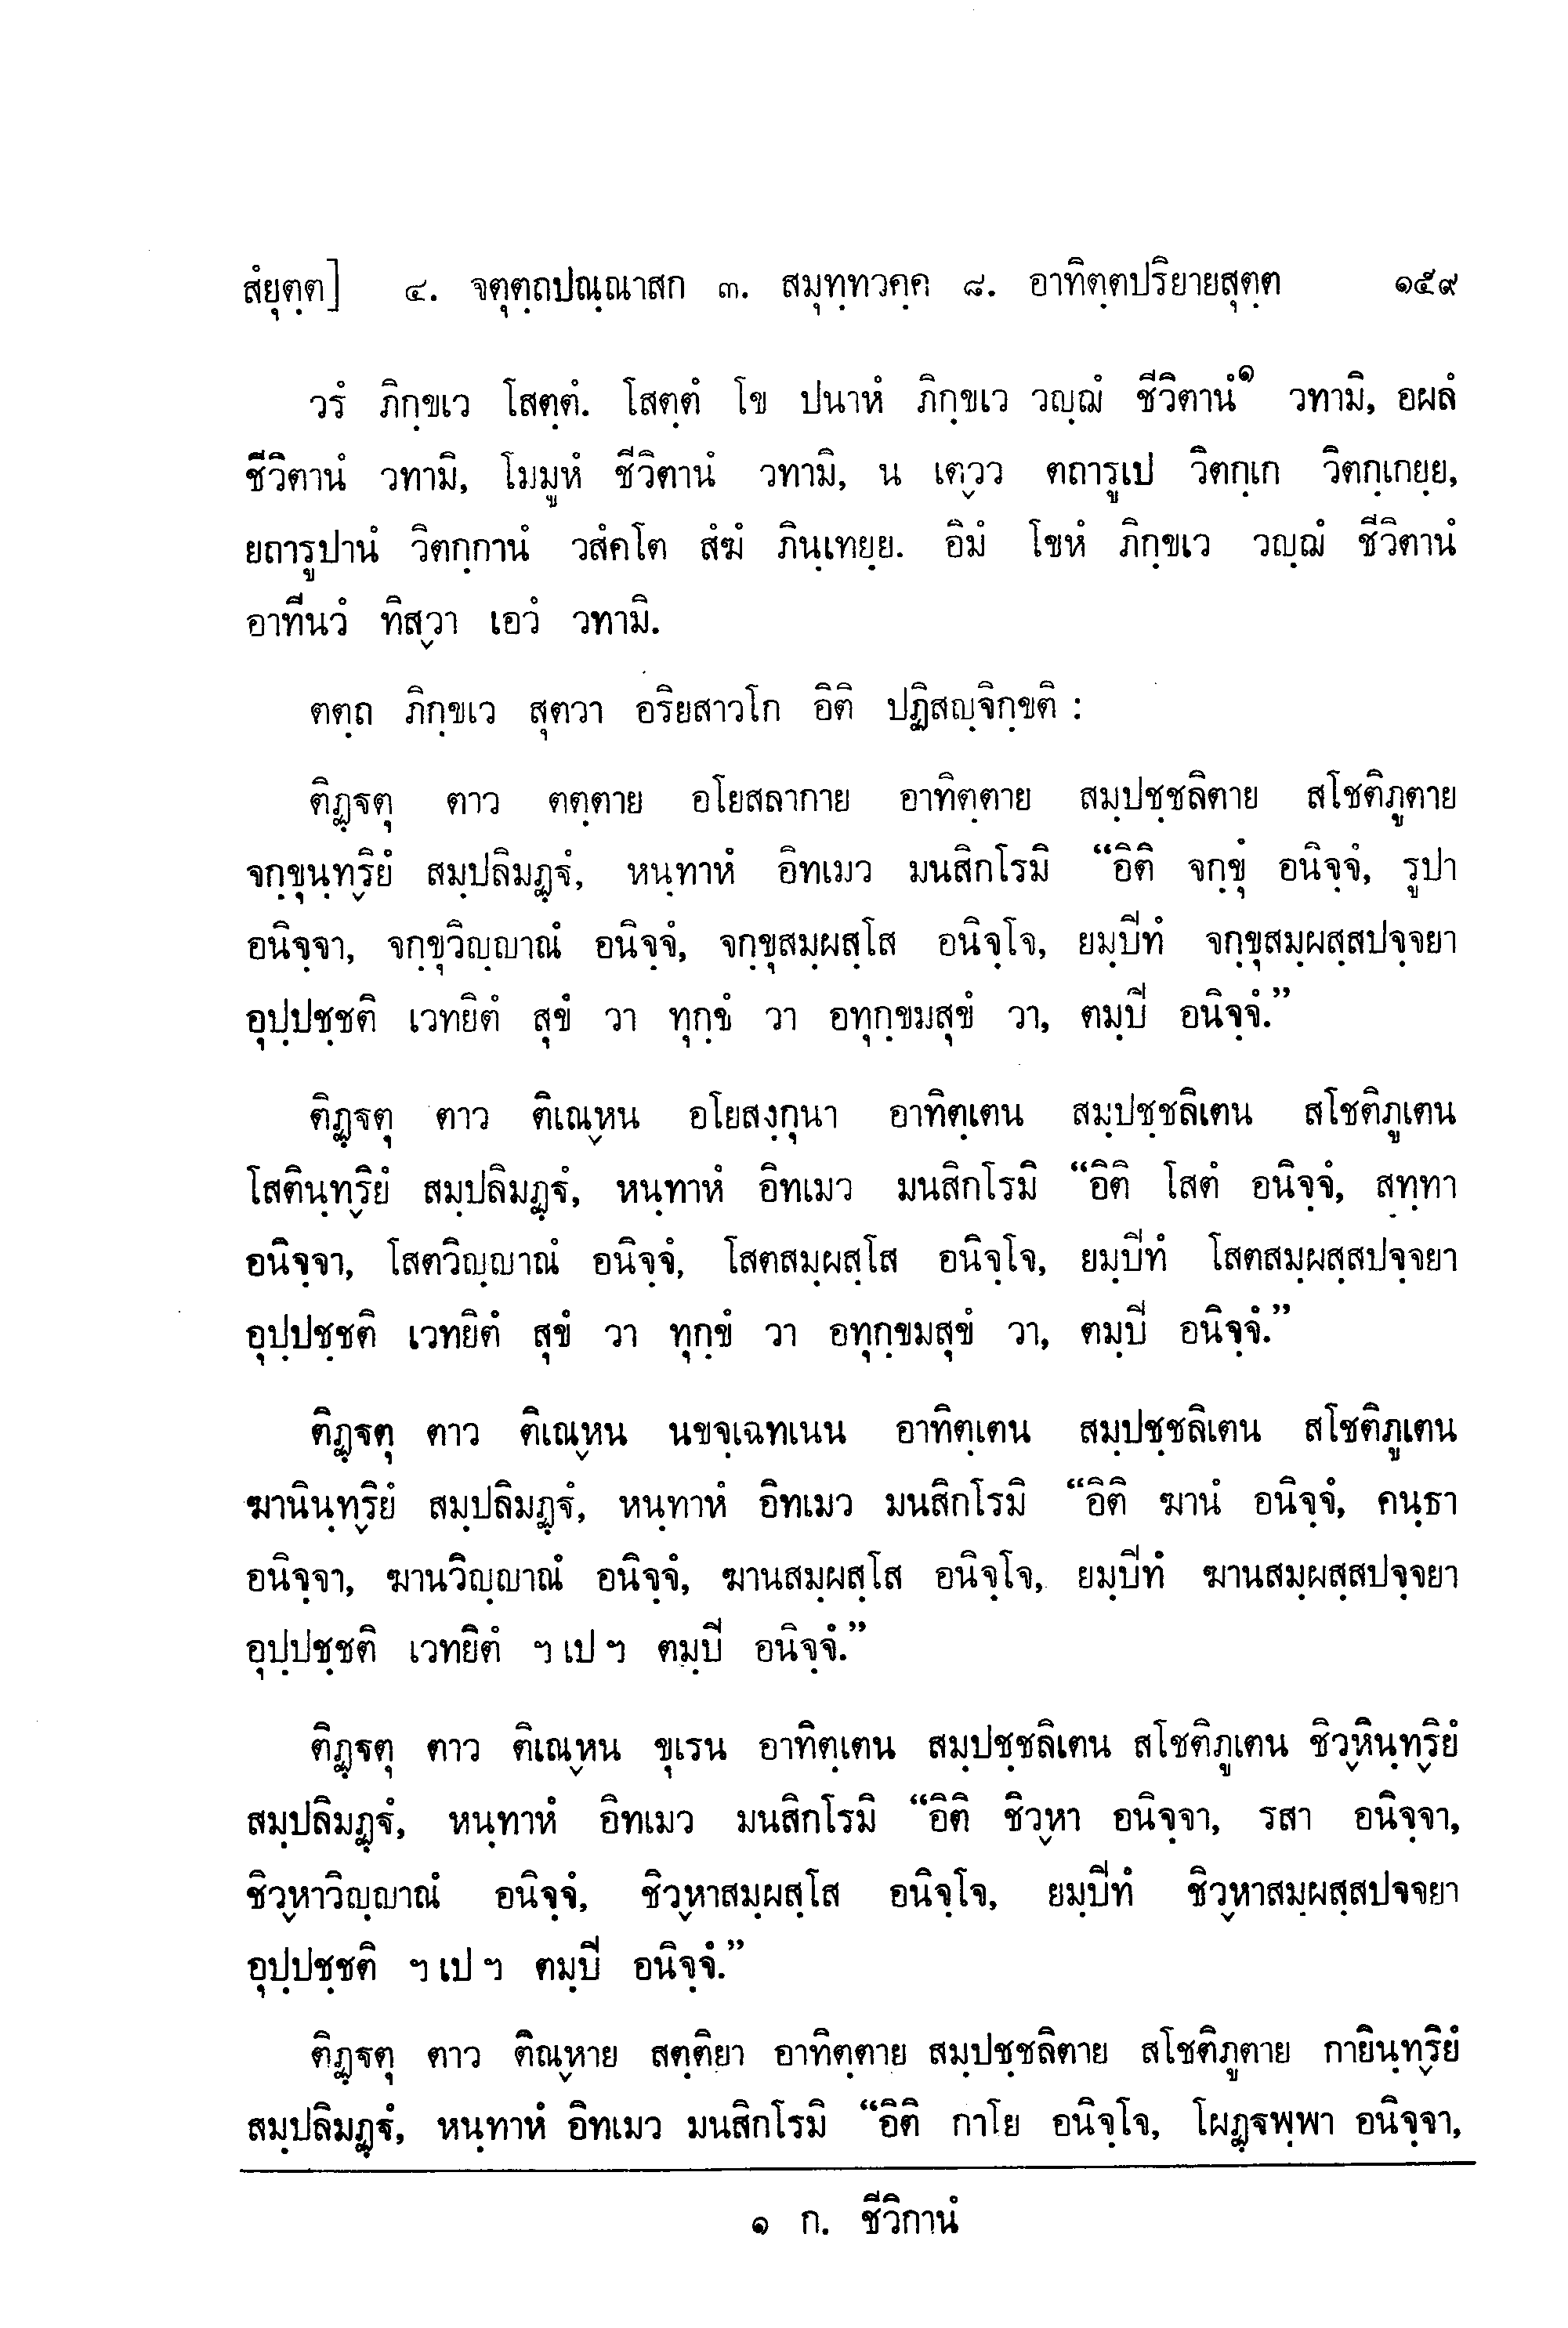 สํยุตฺต] ๔. จตุตฺถปณฺณาสก ๓. สมุทฺทวคฺค ๘. อาทิตฺตปริยายสุตฺต ๑๕๙
วรํ ภิกฺขเว โสตฺตํ. โสตฺตํ โข ปนาหํ ภิกฺขเว วญฺฌํ ชีวิตานํ๑ วทามิ, อผลํ
ชีวิตานํ วทามิ, โมมูหํ ชีวิตานํ วทามิ, น เตฺวว ตถารูเป วิตกฺเก วิตกฺเกยฺย,
ยถารูปานํ วิตกฺกานํ วสํคโต สํฆํ ภินฺเทยฺย. อิมํ โขหํ ภิกฺขเว วญฺฌํ ชีวิตานํ
อาทีนวํ ทิสฺวา เอวํ วทามิ.
ตตฺถ ภิกฺขเว สุตวา อริยสาวโก อิติ ปฏิสญฺจิกฺขติ :
ติฏฺฐตุ ตาว ตตฺตาย อโยสลากาย อาทิตฺตาย สมฺปชฺชลิตาย สโชติภูตาย
จกฺขุนฺทฺริยํ สมฺปลิมฏฺฐํ, หนฺทาหํ อิทเมว มนสิกโรมิ “อิติ จกฺขุํ อนิจฺจํ, รูปา
อนิจฺจา, จกฺขุวิญฺญาณํ อนิจฺจํ, จกฺขุสมฺผสฺโส อนิจฺโจ, ยมฺปีทํ จกฺขุสมฺผสฺสปจฺจยา
อุปฺปชฺชติ เวทยิตํ สุขํ วา ทุกฺขํ วา อทุกฺขมสุขํ วา, ตมฺปี อนิจฺจํ.”
ติฏฺฐตุ ตาว ติเณฺหน อโยสงฺกุนา อาทิตฺเตน สมฺปชฺชลิเตน สโชติภูเตน
โสตินฺทฺริยํ สมฺปลิมฏฺฐํ, หนฺทาหํ อิทเมว มนสิกโรมิ “อิติ โสตํ อนิจฺจํ, สทฺทา
อนิจฺจา, โสตวิญฺญาณํ อนิจฺจํ, โสตสมฺผสฺโส อนิจฺโจ, ยมฺปีทํ โสตสมฺผสฺสปจฺจยา
อุปฺปชฺชติ เวทยิตํ สุขํ วา ทุกฺขํ วา อทุกฺขมสุขํ วา, ตมฺปี อนิจฺจํ.”
ติฏฺฐตุ ตาว ติเณฺหน นขจฺเฉทเนน อาทิตฺเตน สมฺปชฺชลิเตน สโชติภูเตน
ฆานินฺทฺริยํ สมฺปลิมฏฺฐํ, หนฺทาหํ อิทเมว มนสิกโรมิ “อิติ ฆานํ อนิจฺจํ, คนฺธา
อนิจฺจา, ฆานวิญฺญาณํ อนิจฺจํ, ฆานสมฺผสฺโส อนิจฺโจ, ยมฺปีทํ ฆานสมฺผสฺสปจฺจยา
อุปฺปชฺชติ เวทยิตํ ฯ เป ฯ ตมฺปี อนิจฺจํ.”
ติฏฺฐตุ ตาว ติเณฺหน ขุเรน อาทิตฺเตน สมฺปชฺชลิเตน สโชติภูเตน ชิวฺหินฺทฺริยํ
สมฺปลิมฏฺฐํ, หนฺทาหํ อิทเมว มนสิกโรมิ “อิติ ชิวฺหา อนิจฺจา, รสา อนิจฺจา,
ชิวฺหาวิญฺญาณํ อนิจฺจํ, ชิวฺหาสมฺผสฺโส อนิจฺโจ, ยมฺปีทํ ชิวฺหาสมฺผสฺสปจจยา
อุปฺปชฺชติ ฯ เป ฯ ตมฺปี อนิจฺจํ.”
ติฏฺฐตุ ตาว ติณฺหาย สตฺติยา อาทิตฺตาย สมฺปชฺชลิตาย สโชติภูตาย กายินฺทฺริยํ
สมฺปลิมฏฺฐํ, หนฺทาหํ อิทเมว มนสิกโรมิ “อิติ กาโย อนิจฺโจ, โผฏฺฐพฺพา อนิจฺจา,
๑ ก. ชีวิกานํ